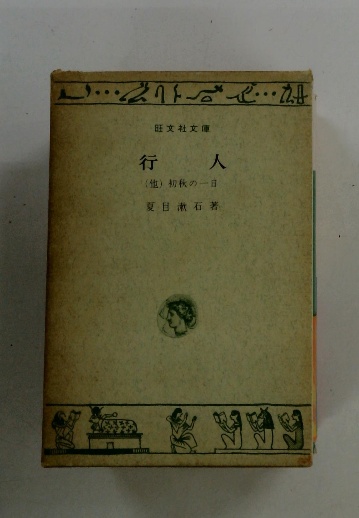 旺文社文庫
行人
(他) 初秋の一日
夏目漱石著